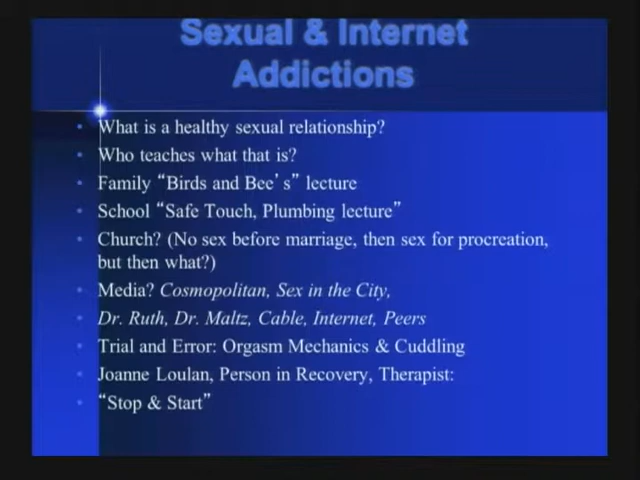 Sexual & Internet
Addictions
• What is a healthy sexual relationship?
• Who teaches what that is?
• Family “Birds and Bee’s” lecture
• School “Safe Touch, Plumbing lecture”
• Church? (No sex before marriage, then sex for procreation,
but then what?)
• Media? Cosmopolitan, Sex in the City,
• Dr. Ruth, Dr. Maltz, Cable, Internet, Peers
• Trial and Error: Orgasm Mechanics & Cuddling
• Joanne Loulan, Person in Recovery, Therapist:
• “Stop & Start”